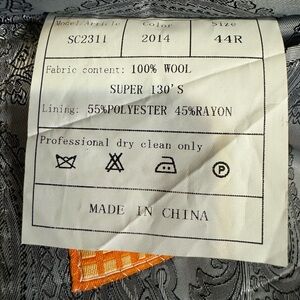 Model/Article Color Size
SC2311 2014 44R
Fabric content: 100% WOOL
SUPER 130'S
Lining: 55%POLYESTER 45%RAYON
Professional dry clean only
P
MADE IN CHINA